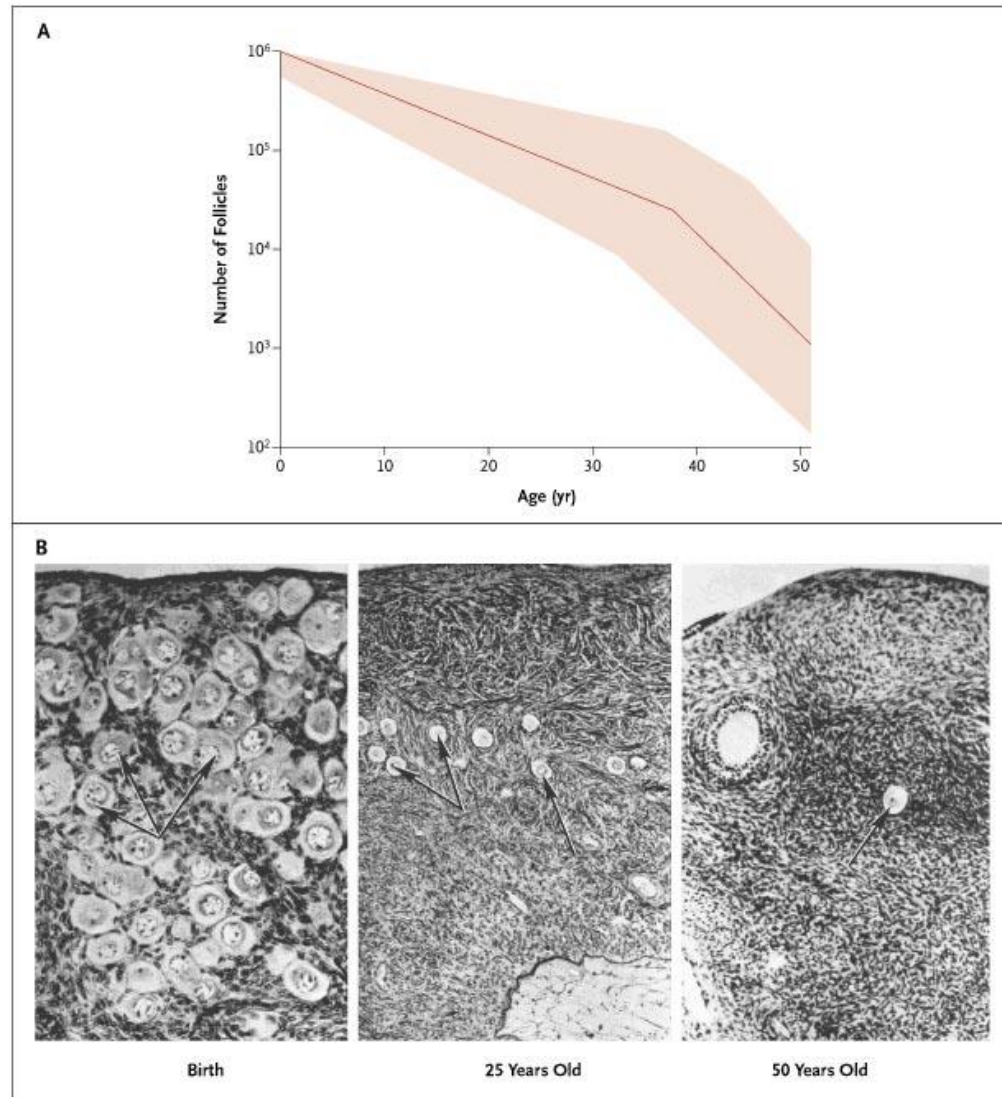 A
10⁶
10⁵
10⁴
10³
10²
Number of Follicles
0 10 20 30 40 50
Age (yr)
B
Birth 25 Years Old 50 Years Old